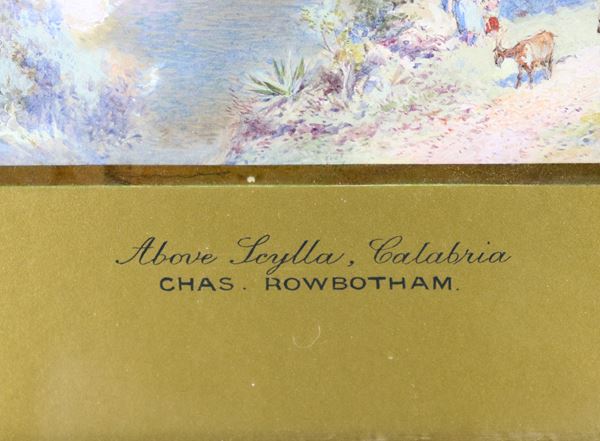 Above Scylla, Calabria
CHAS. ROWBOTHAM.